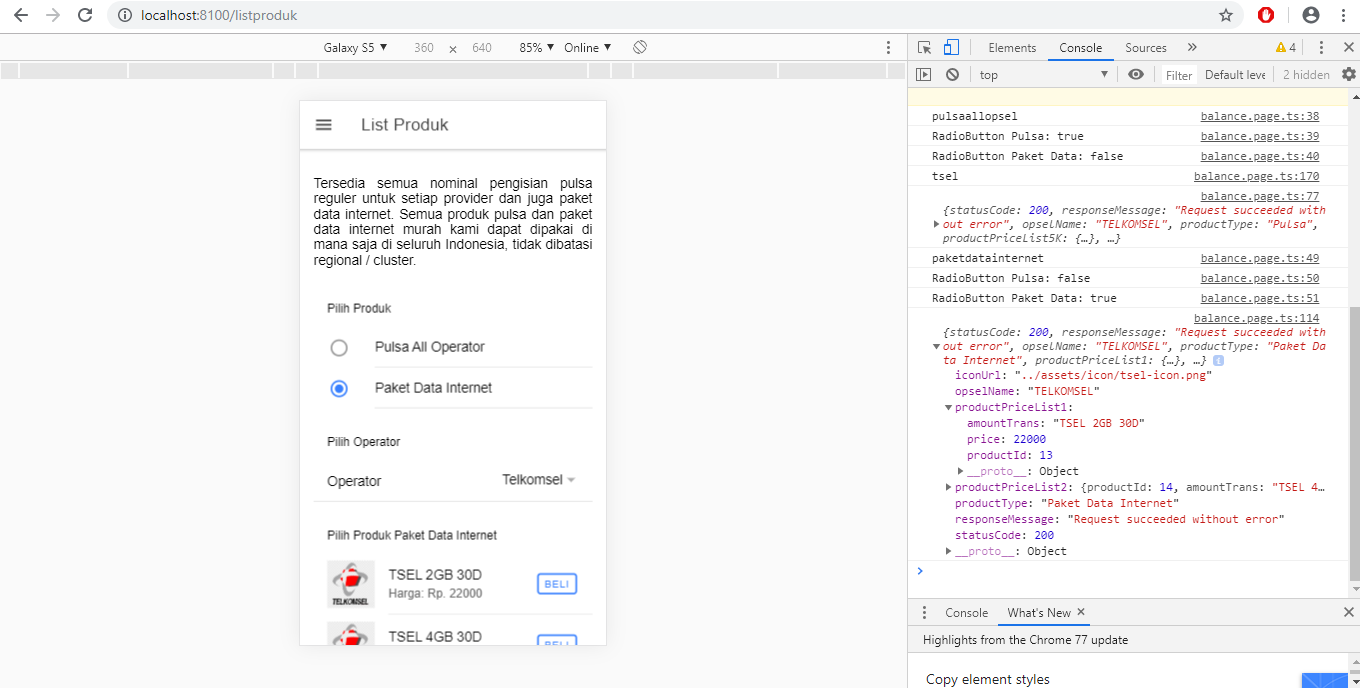 localhost:8100/listproduk
Galaxy S5 ▼ 360 x 640 85% ▼ Online ▼
Elements Console Sources » 4
top ▼ Filter Default leve 2 hidden
List Produk
Tersedia semua nominal pengisian pulsa
reguler untuk setiap provider dan juga paket
data internet. Semua produk pulsa dan paket
data internet murah kami dapat dipakai di
mana saja di seluruh Indonesia, tidak dibatasi
regional / cluster.
Pilih Produk
Pulsa All Operator
Paket Data Internet
Pilih Operator
Operator Telkomsel
Pilih Produk Paket Data Internet
TELKOMSEL
TSEL 2GB 30D
Harga: Rp. 22000
BELI
TSEL 4GB 30D
BELI
pulsaallopsel balance.page.ts:38
RadioButton Pulsa: true balance.page.ts:39
RadioButton Paket Data: false balance.page.ts:40
tsel balance.page.ts:170
balance.page.ts:77
{statusCode: 200, responseMessage: "Request succeeded with
out error", opselName: "TELKOMSEL", productType: "Pulsa",
productPriceList5K: {…}, …}
paketdatainternet balance.page.ts:49
RadioButton Pulsa: false balance.page.ts:50
RadioButton Paket Data: true balance.page.ts:51
balance.page.ts:114
{statusCode: 200, responseMessage: "Request succeeded with
out error", opselName: "TELKOMSEL", productType: "Paket Da
ta Internet", productPriceList1: {…}, …} i
iconUrl: "../assets/icon/tsel-icon.png"
opselName: "TELKOMSEL"
productPriceList1:
amountTrans: "TSEL 2GB 30D"
price: 22000
productId: 13
__proto__: Object
productPriceList2: {productId: 14, amountTrans: "TSEL 4…
productType: "Paket Data Internet"
responseMessage: "Request succeeded without error"
statusCode: 200
__proto__: Object
Console What's New ×
Highlights from the Chrome 77 update
Copy element styles